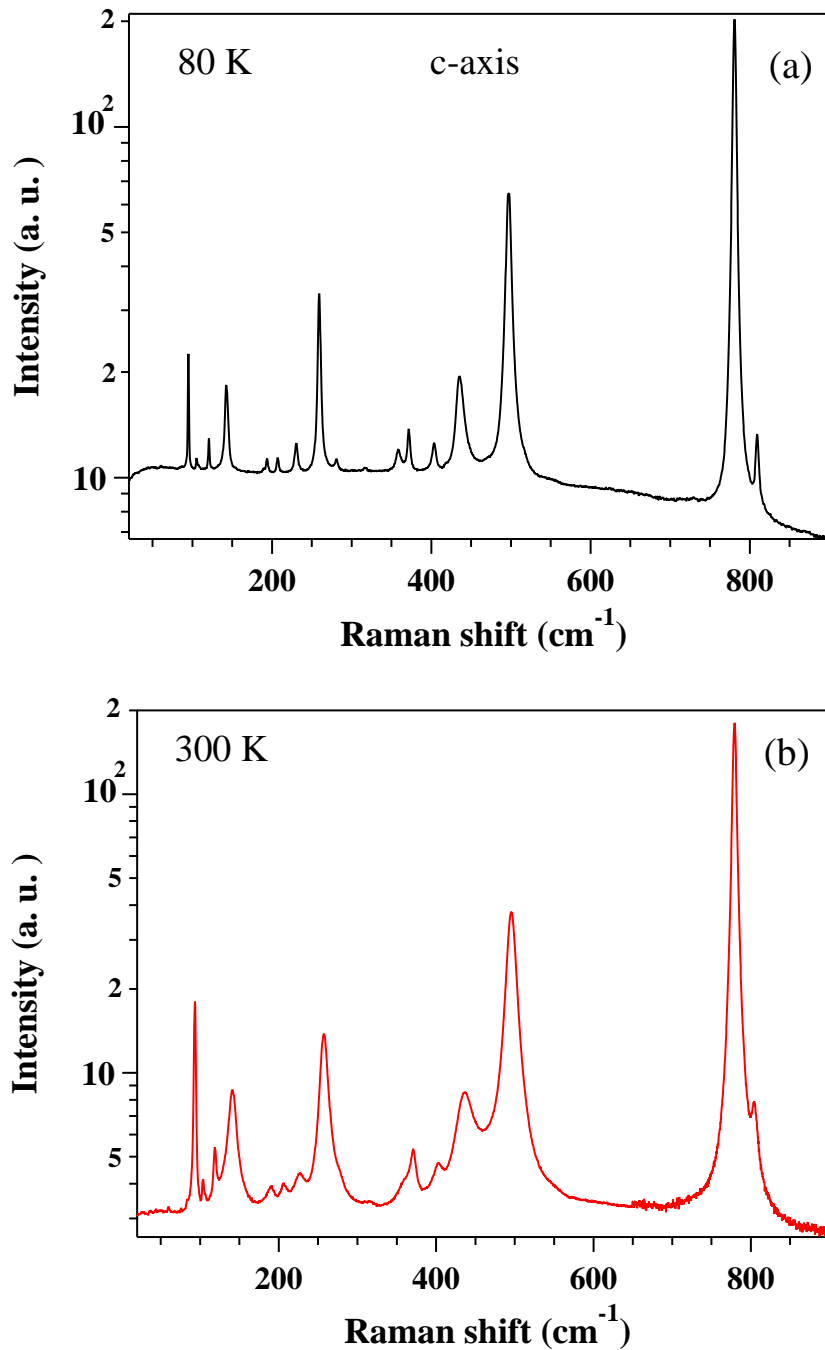 2
80 K c-axis (a)
10²
5
2
10
Intensity (a. u. )
200 400 600 800
Raman shift (cm⁻¹)
2
300 K (b)
10²
5
2
10
5
Intensity (a. u. )
200 400 600 800
Raman shift (cm⁻¹)